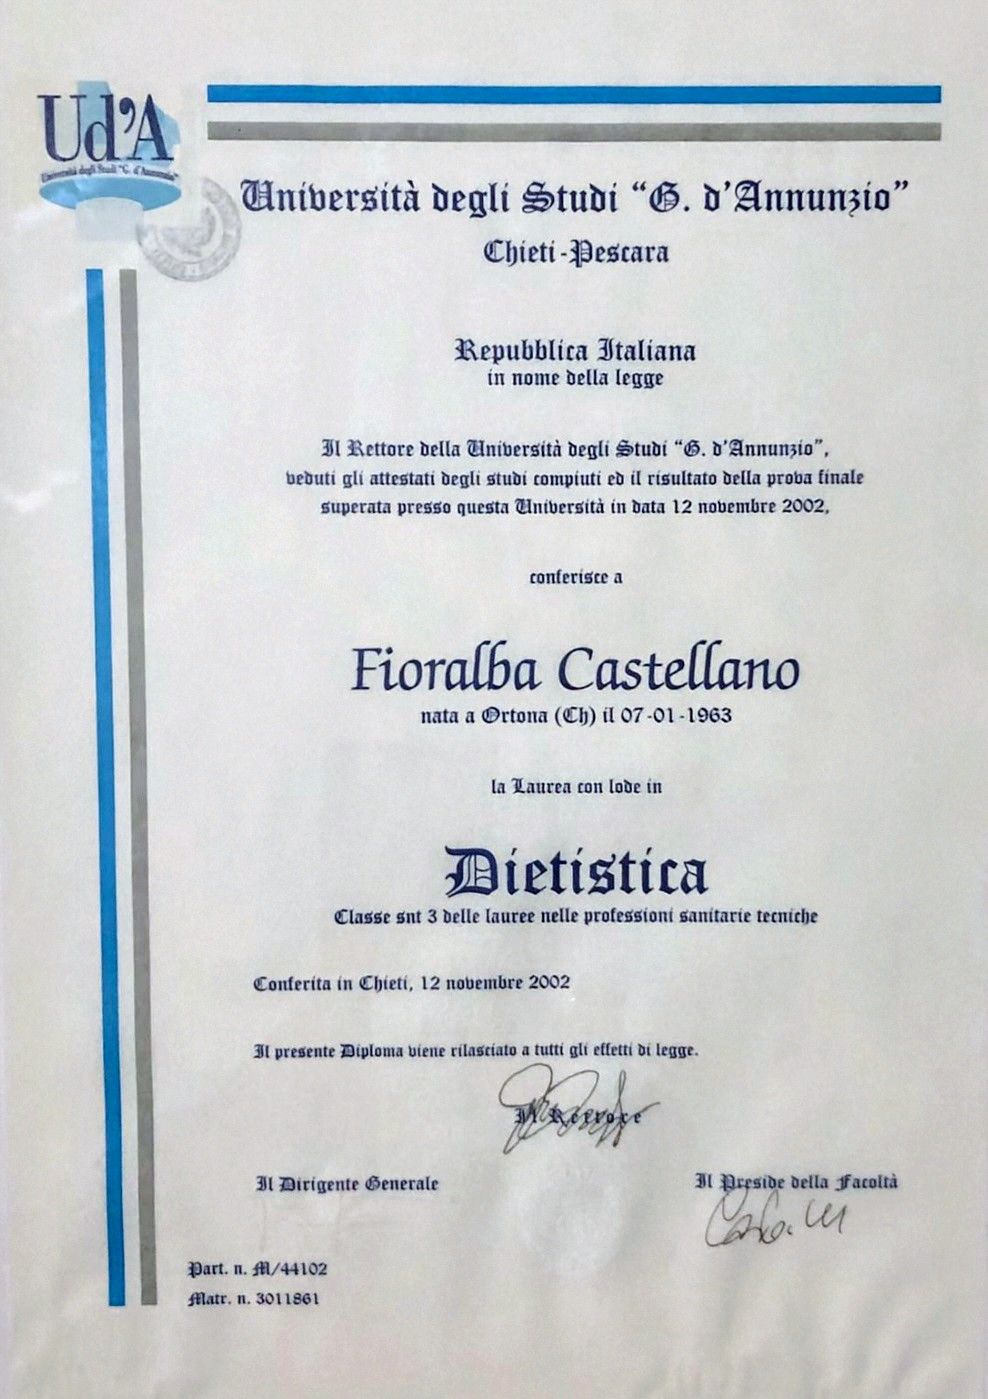 Ud'A
Università degli Studi "G. d'Annunzio"
Università degli Studi "G. d'Annunzio"
Chieti-Pescara
Repubblica Italiana
in nome della legge
Il Rettore della Università degli Studi "G. d'Annunzio",
veduti gli attestati degli studi compiuti ed il risultato della prova finale
superata presso questa Università in data 12 novembre 2002,
conferisce a
Fioralba Castellano
nata a Ortona (Ch) il 07-01-1963
la Laurea con lode in
Dietistica
Classe snt 3 delle lauree nelle professioni sanitarie tecniche
Conferita in Chieti, 12 novembre 2002
Il presente Diploma viene rilasciato a tutti gli effetti di legge.
Il Rettore
Il Dirigente Generale
Il Preside della Facoltà
Part. n. M/44102
Matr. n. 3011861